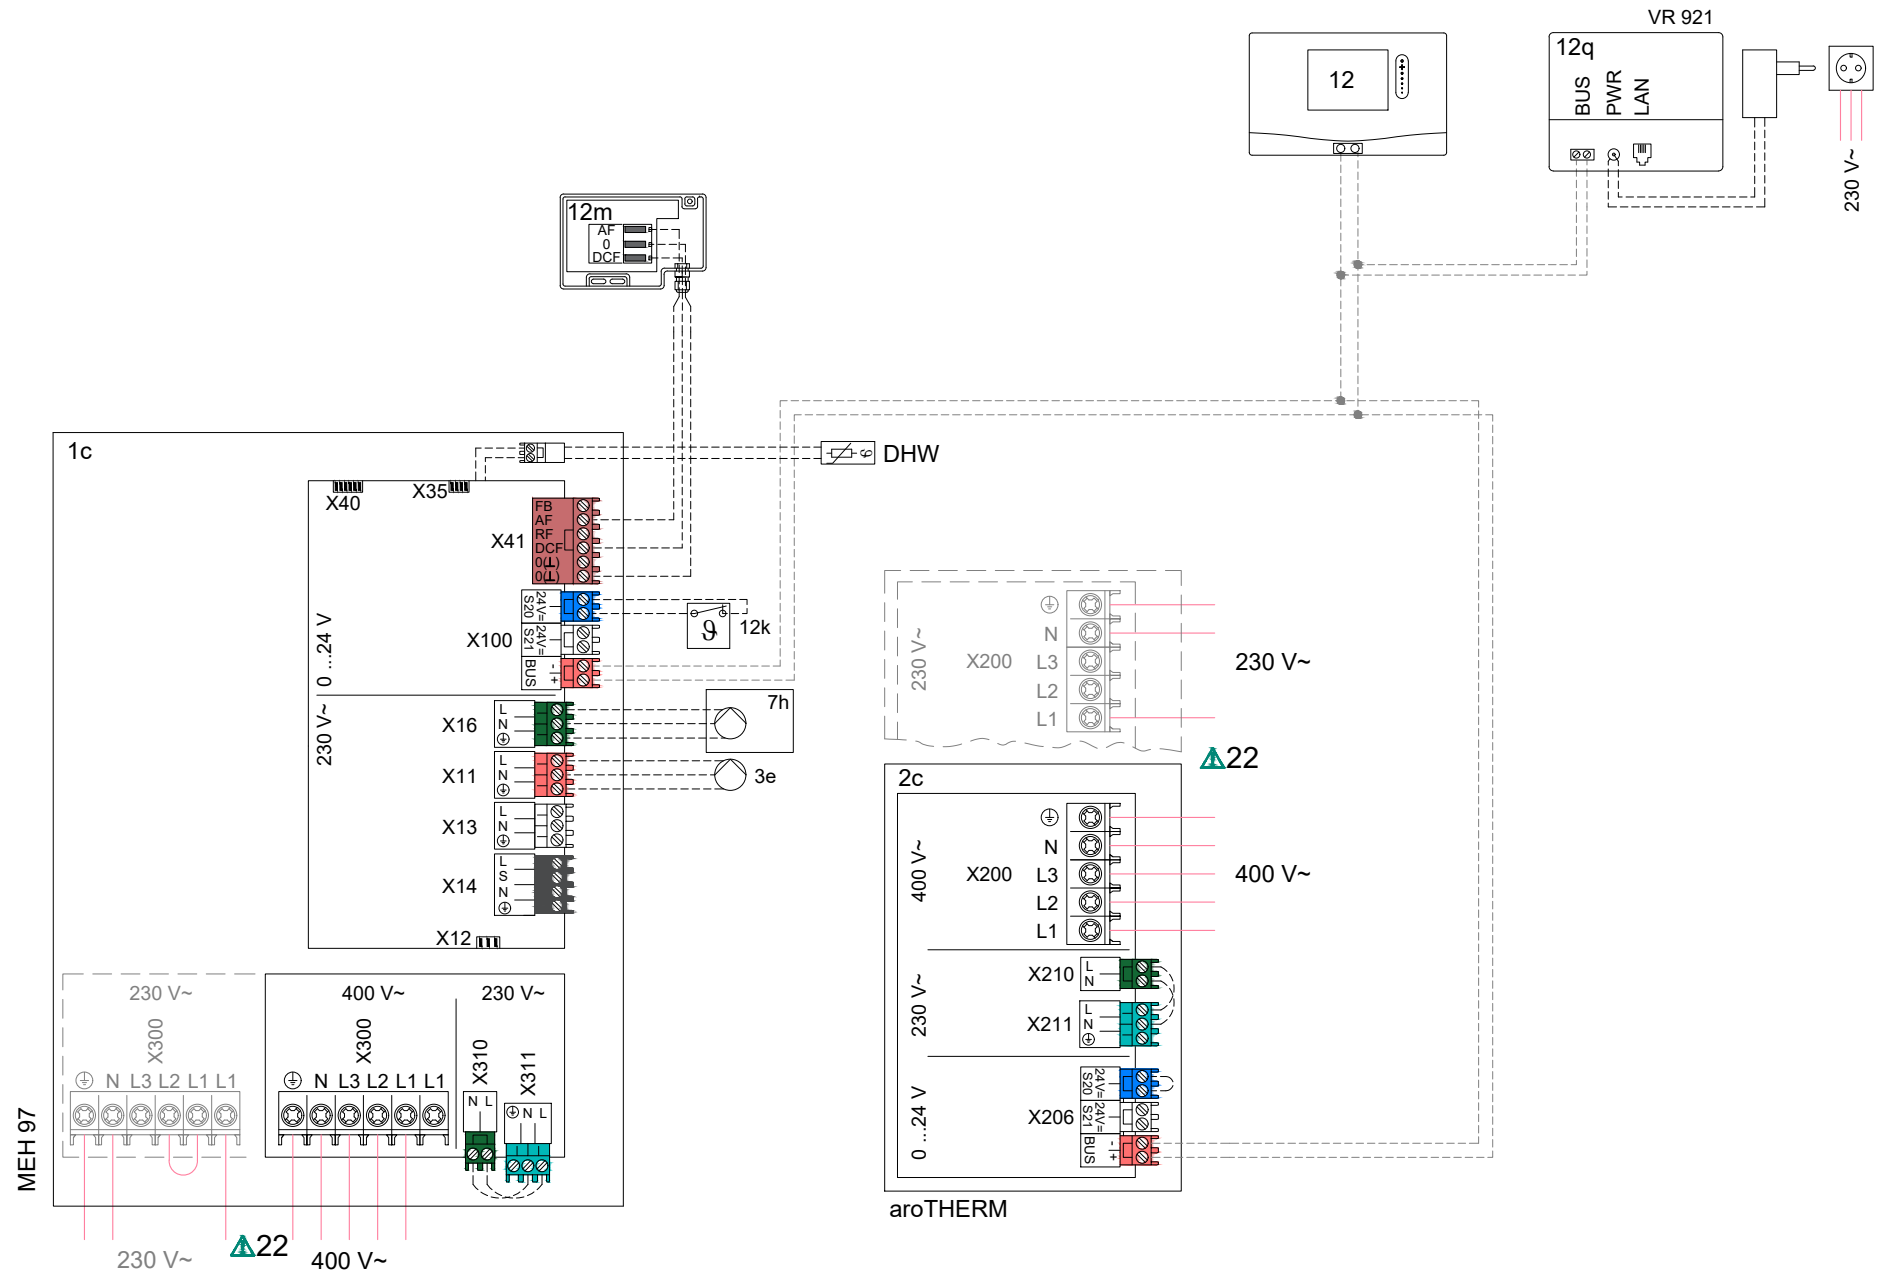 VR 921
12q
BUS
PWR
LAN
230 V~
12
12m
AF
0
DCF
1c
DHW
X40
X35
X41
FB
AF
RF
DCF
0(⊥)
0(⊥)
0 ...24 V
X100
S20
24V=
S21
24V=
BUS
-
+
12k
ϑ
230 V~
X16
L
N
7h
X11
L
N
3e
X13
L
N
X14
L
S
N
X12
230 V~
X300
N L3 L2 L1 L1
400 V~
X300
N L3 L2 L1 L1
230 V~
X310
N L
X311
N L
MEH 97
230 V~
22
400 V~
230 V~
X200
N
L3
L2
L1
230 V~
22
2c
400 V~
X200
N
L3
L2
L1
400 V~
230 V~
X210
L
N
X211
L
N
0 ...24 V
X206
S20
24V=
S21
24V=
BUS
-
+
aroTHERM